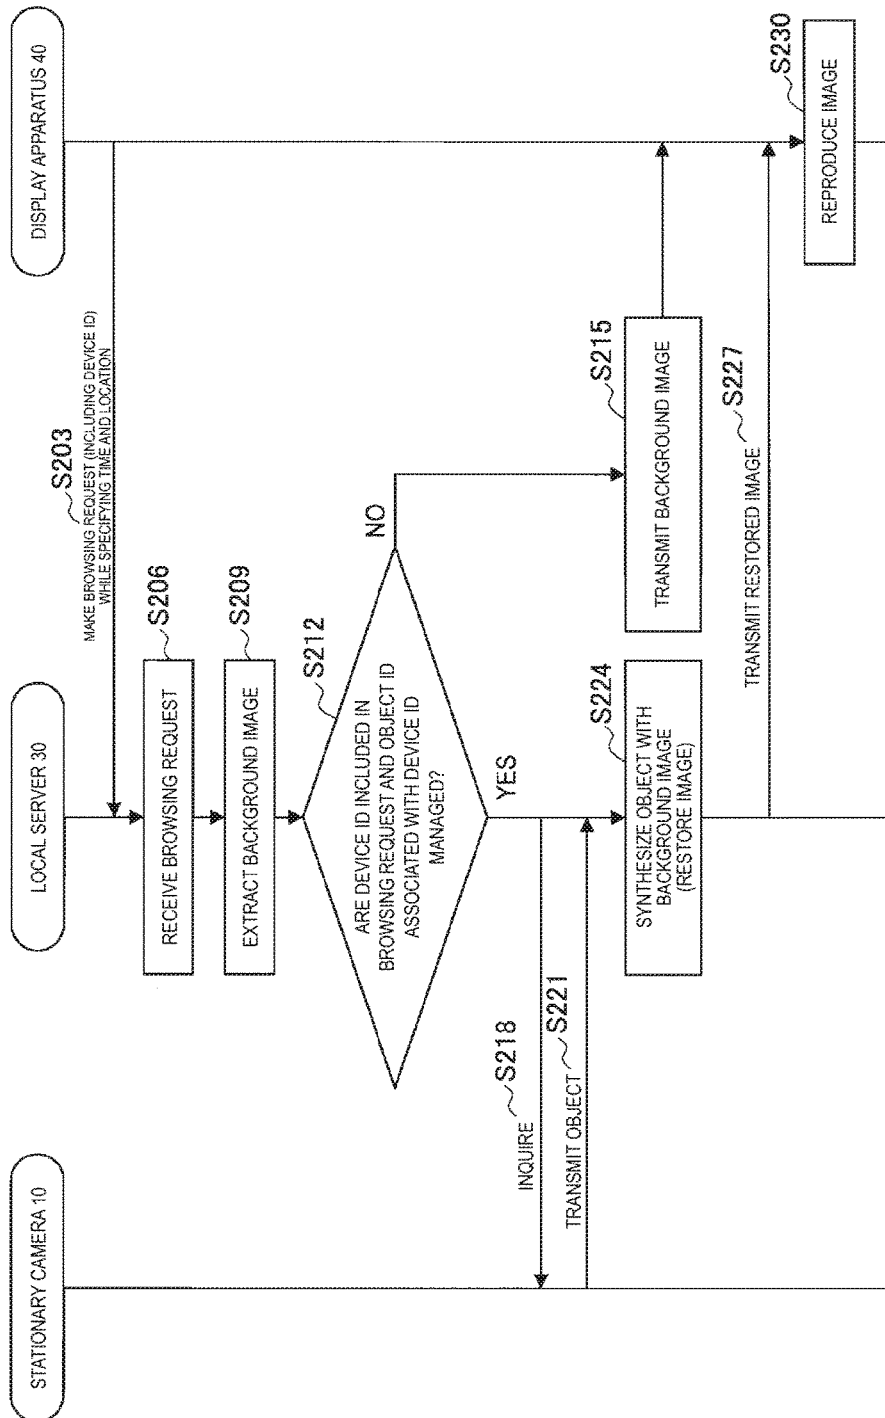 STATIONARY CAMERA 10
LOCAL SERVER 30
DISPLAY APPARATUS 40
S203
MAKE BROWSING REQUEST (INCLUDING DEVICE ID)
WHILE SPECIFYING TIME AND LOCATION
S206
RECEIVE BROWSING REQUEST
S209
EXTRACT BACKGROUND IMAGE
S212
ARE DEVICE ID INCLUDED IN
BROWSING REQUEST AND OBJECT ID
ASSOCIATED WITH DEVICE ID
MANAGED?
NO
YES
S215
TRANSMIT BACKGROUND IMAGE
INQUIRE
S218
TRANSMIT OBJECT
S221
S224
SYNTHESIZE OBJECT WITH
BACKGROUND IMAGE
(RESTORE IMAGE)
TRANSMIT RESTORED IMAGE
S227
S230
REPRODUCE IMAGE